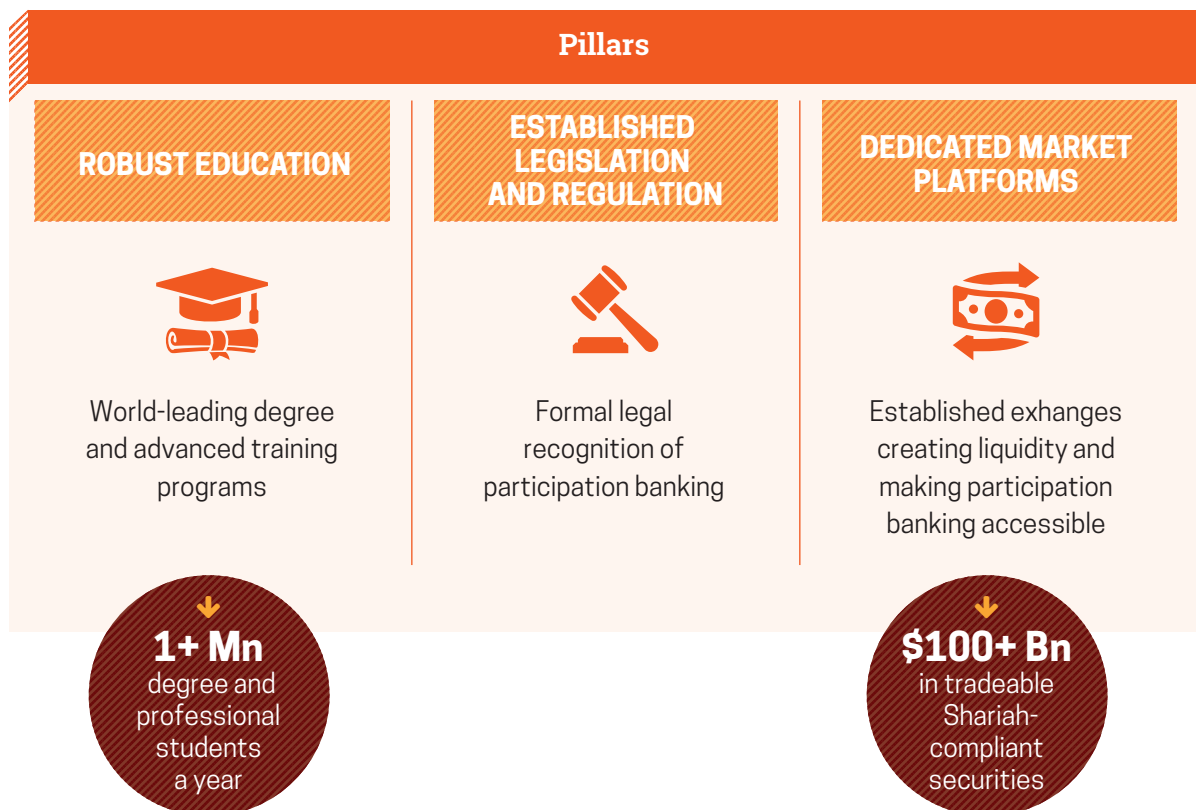 Pillars
ROBUST EDUCATION
World-leading degree
and advanced training
programs
1+ Mn
degree and
professional
students
a year
ESTABLISHED
LEGISLATION
AND REGULATION
Formal legal
recognition of
participation banking
DEDICATED MARKET
PLATFORMS
Established exhanges
creating liquidity and
making participation
banking accessible
$100+ Bn
in tradeable
Shariah-
compliant
securities